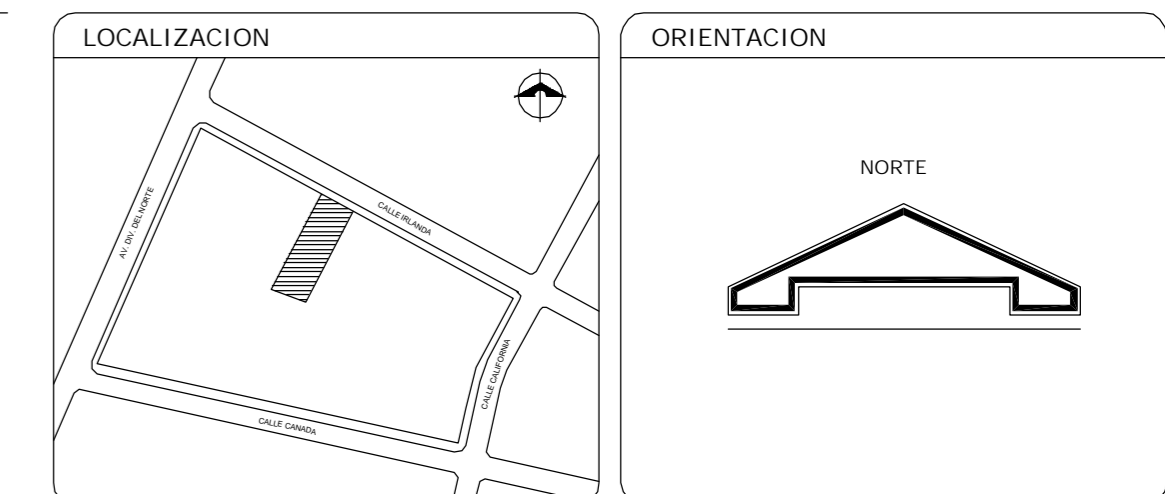 LOCALIZACION
AV. DIV. DEL NORTE
CALLE IRLANDA
CALLE CALIFORNIA
CALLE CANADA
ORIENTACION
NORTE